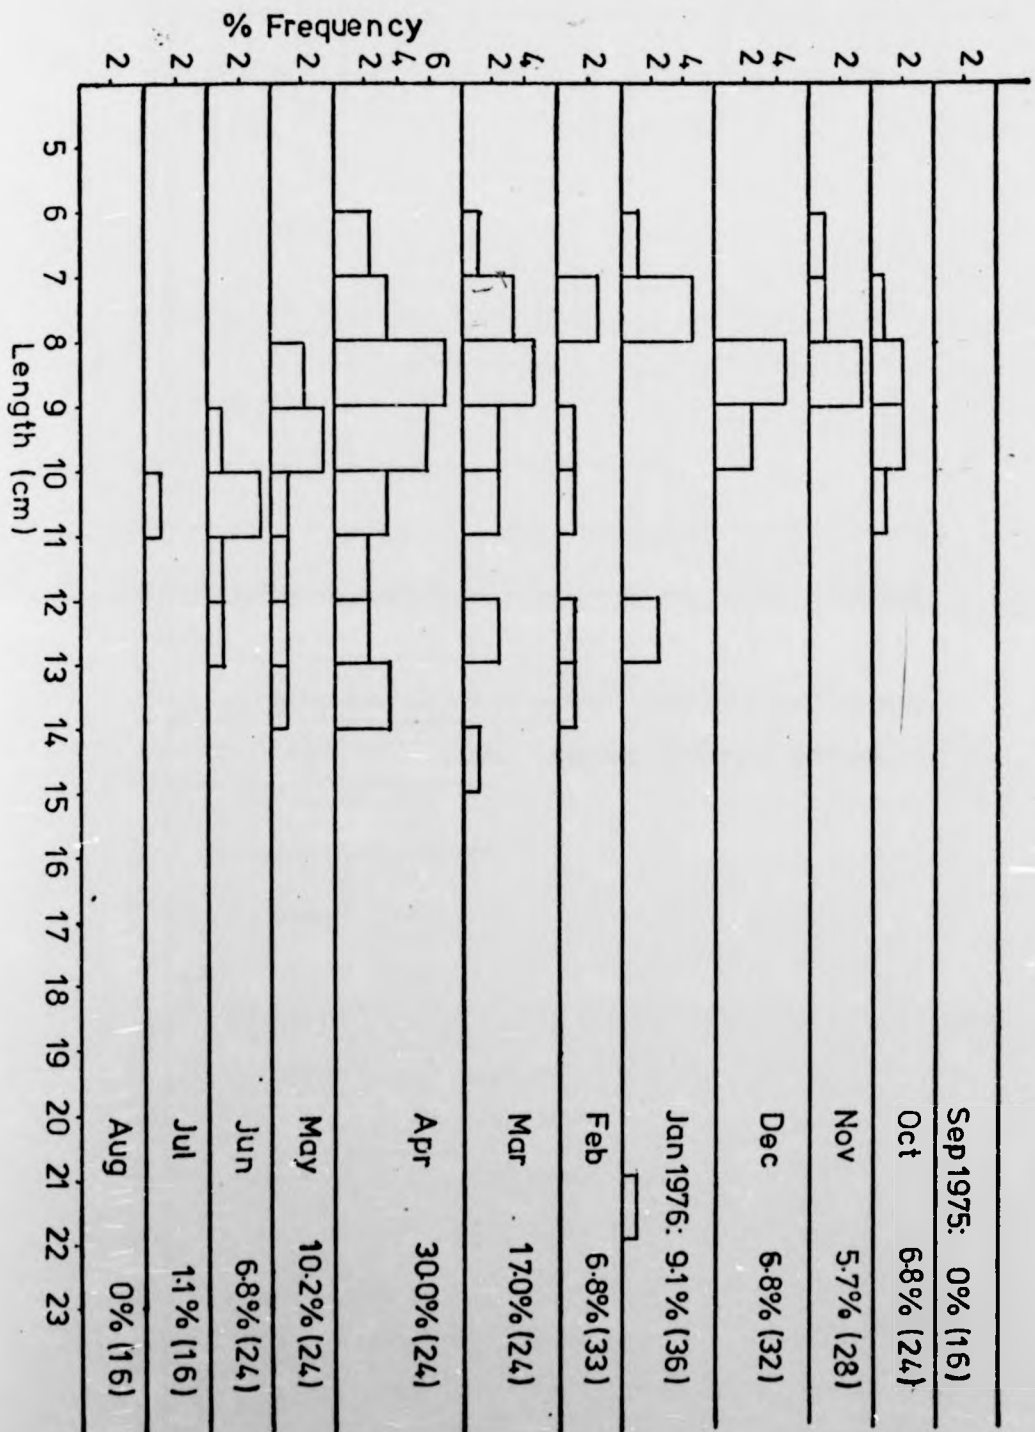 Sep 1975: 0% (16)
2
Oct 6·8% (24)
2
Nov 5·7% (28)
2
Dec 6·8% (32)
4
2
Jan 1976: 9·1% (36)
4
2
Feb 6·8% (33)
2
Mar 17·0% (24)
4
2
Apr 30·0% (24)
6
4
2
May 10·2% (24)
2
Jun 6·8% (24)
2
Jul 1·1% (16)
2
Aug 0% (16)
2
% Frequency
5 6 7 8 9 10 11 12 13 14 15 16 17 18 19 20 21 22 23
Length (cm)